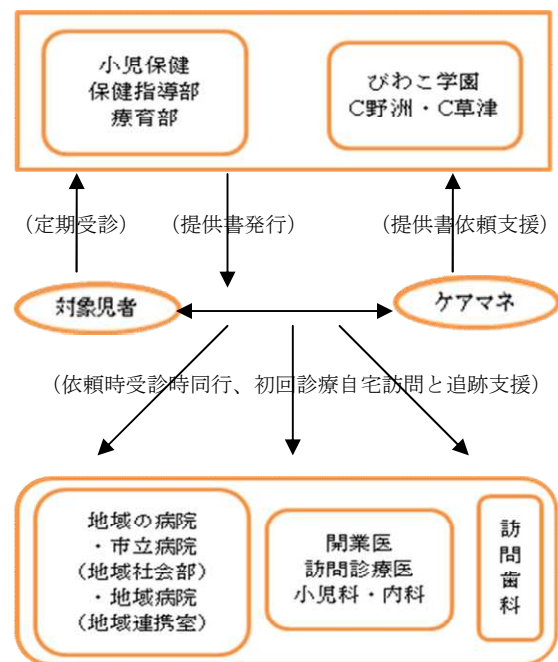 小児保健
保健指導部
療育部
びわこ学園
C野洲・C草津
（定期受診）
（提供書発行）
（提供書依頼支援）
対象児者
ケアマネ
（依頼時受診時同行、初回診療自宅訪問と追跡支援）
地域の病院
・市立病院
（地域社会部）
・地域病院
（地域連携室）
開業医
訪問診療医
小児科・内科
訪問歯科